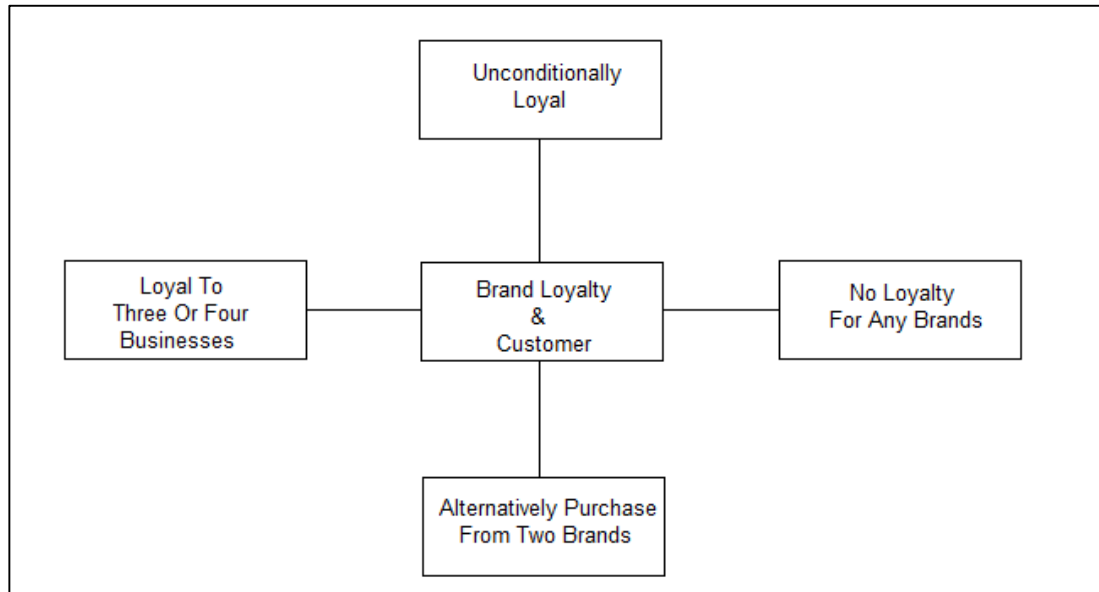 Unconditionally
Loyal
Loyal To
Three Or Four
Businesses
Brand Loyalty
&
Customer
No Loyalty
For Any Brands
Alternatively Purchase
From Two Brands